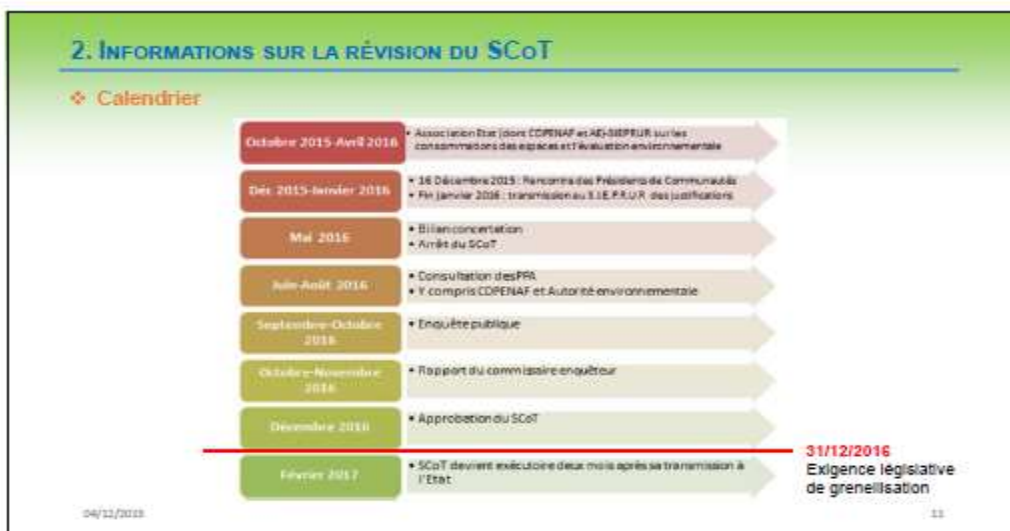 2. INFORMATIONS SUR LA RÉVISION DU SCOT
❖ Calendrier
Octobre 2015-Avril 2016
• Association Etat (dont CDPENAF et AE)-SIEPRUR sur les
consommations des espaces et l'évaluation environnementale
Déc 2015-Janvier 2016
• 16 Décembre 2015 : Rencontre des Présidents de Communautés
• Fin Janvier 2016 : transmission au S.I.E.P.R.U.R. des justifications
Mai 2016
• Bilan concertation
• Arrêt du SCoT
Juin-Août 2016
• Consultation des PPA
• Y compris CDPENAF et Autorité environnementale
Septembre-Octobre
2016
• Enquête publique
Octobre-Novembre
2016
• Rapport du commissaire enquêteur
Décembre 2016
• Approbation du SCoT
31/12/2016
Exigence législative
de grenellisation
Février 2017
• SCoT devient exécutoire deux mois après sa transmission à
l'Etat
04/12/2015
11